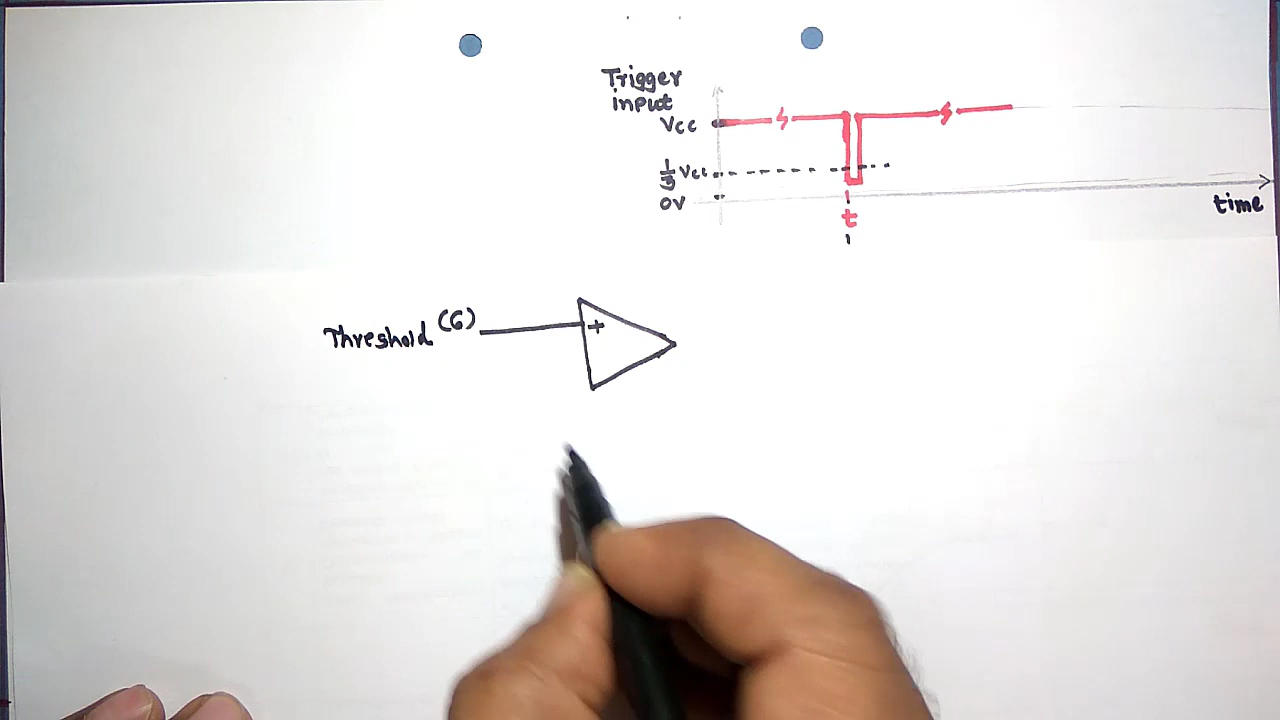 Trigger
input
Vcc
1/3 Vcc
0V
time
t
Threshold (6)
+